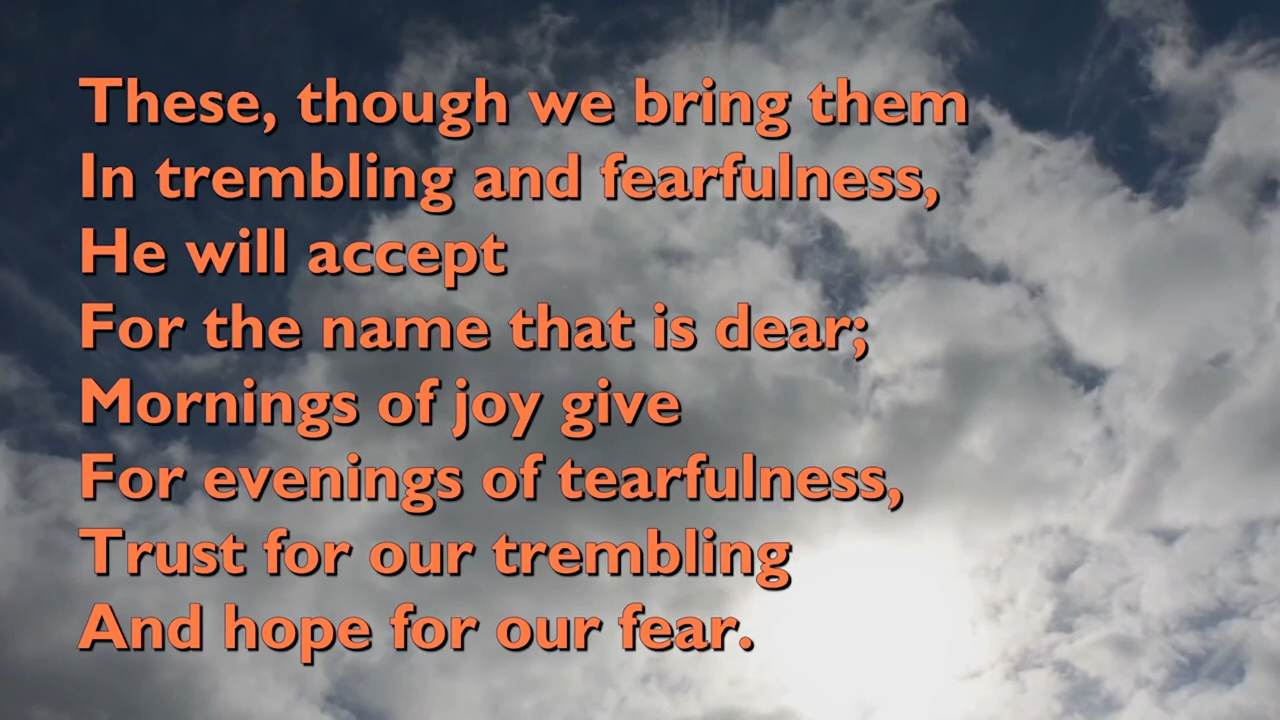 These, though we bring them
In trembling and fearfulness,
He will accept
For the name that is dear;
Mornings of joy give
For evenings of tearfulness,
Trust for our trembling
And hope for our fear.